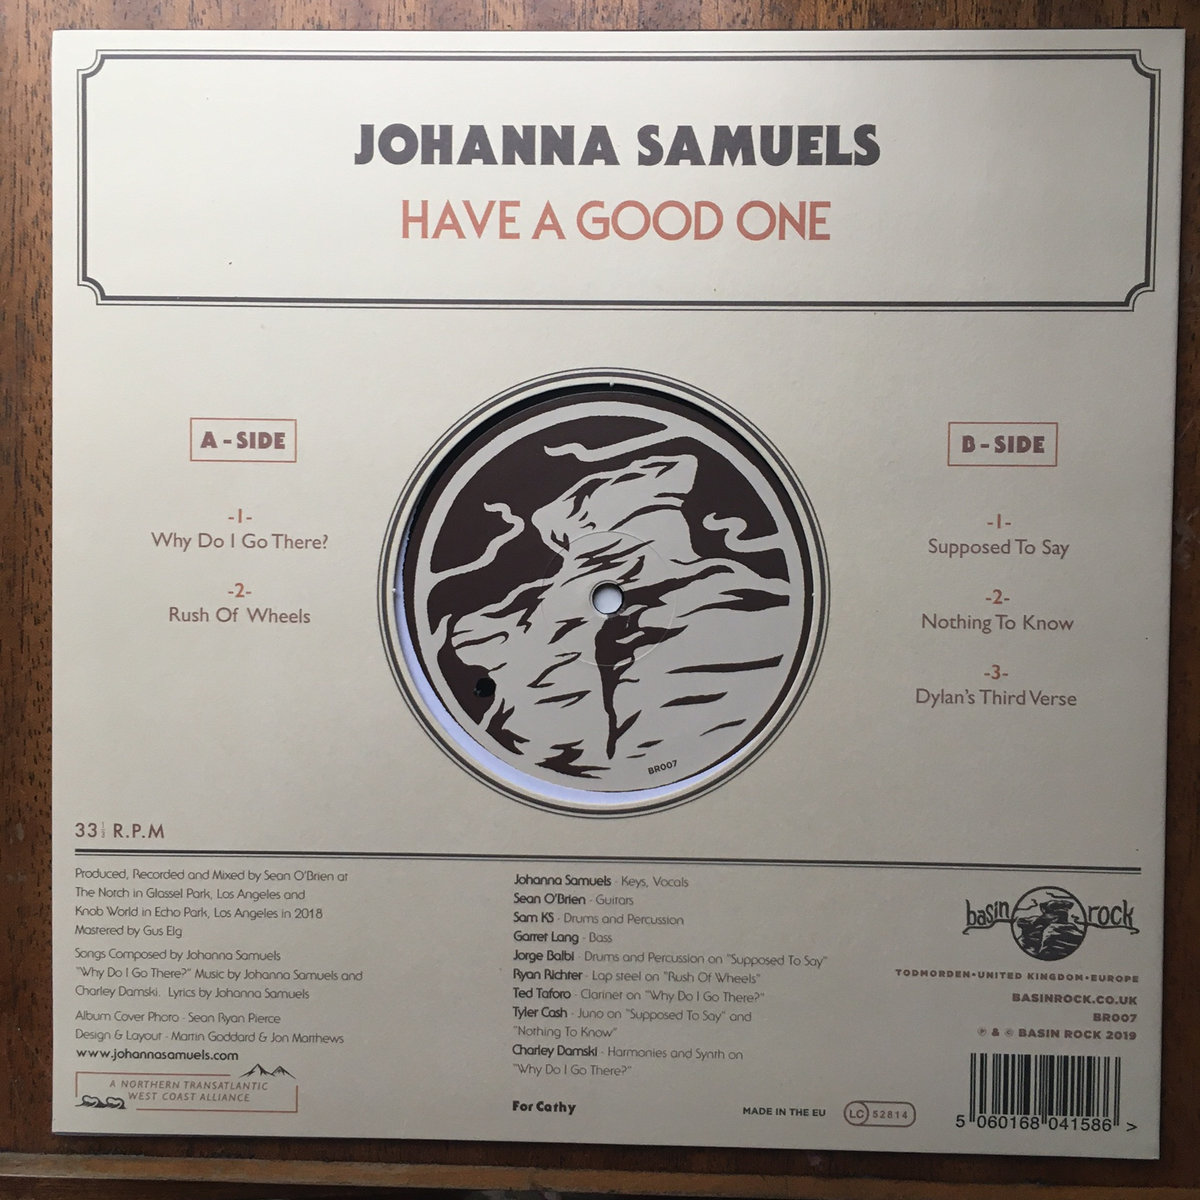 JOHANNA SAMUELS
HAVE A GOOD ONE
A - SIDE
-1-
Why Do I Go There?
-2-
Rush Of Wheels
B - SIDE
-1-
Supposed To Say
-2-
Nothing To Know
-3-
Dylan's Third Verse
BR007
33 1/3 R.P.M
Produced, Recorded and Mixed by Sean O'Brien at
The Notch in Glassel Park, Los Angeles and
Knob World in Echo Park, Los Angeles in 2018
Mastered by Gus Elg
Songs Composed by Johanna Samuels
"Why Do I Go There?" Music by Johanna Samuels and
Charley Damski. Lyrics by Johanna Samuels
Album Cover Photo - Sean Ryan Pierce
Design & Layout - Martin Goddard & Jon Matthews
www.johannasamuels.com
A NORTHERN TRANSATLANTIC
WEST COAST ALLIANCE
Johanna Samuels - Keys, Vocals
Sean O'Brien - Guitars
Sam KS - Drums and Percussion
Garret Lang - Bass
Jorge Balbi - Drums and Percussion on "Supposed To Say"
Ryan Richter - Lap steel on "Rush Of Wheels"
Ted Taforo - Clarinet on "Why Do I Go There?"
Tyler Cash - Juno on "Supposed To Say" and
"Nothing To Know"
Charley Damski - Harmonies and Synth on
"Why Do I Go There?"
For Cathy
MADE IN THE EU
LC 52814
basin rock
TODMORDEN•UNITED KINGDOM•EUROPE
BASINROCK.CO.UK
BR007
℗ & © BASIN ROCK 2019
5 060168 041586 >